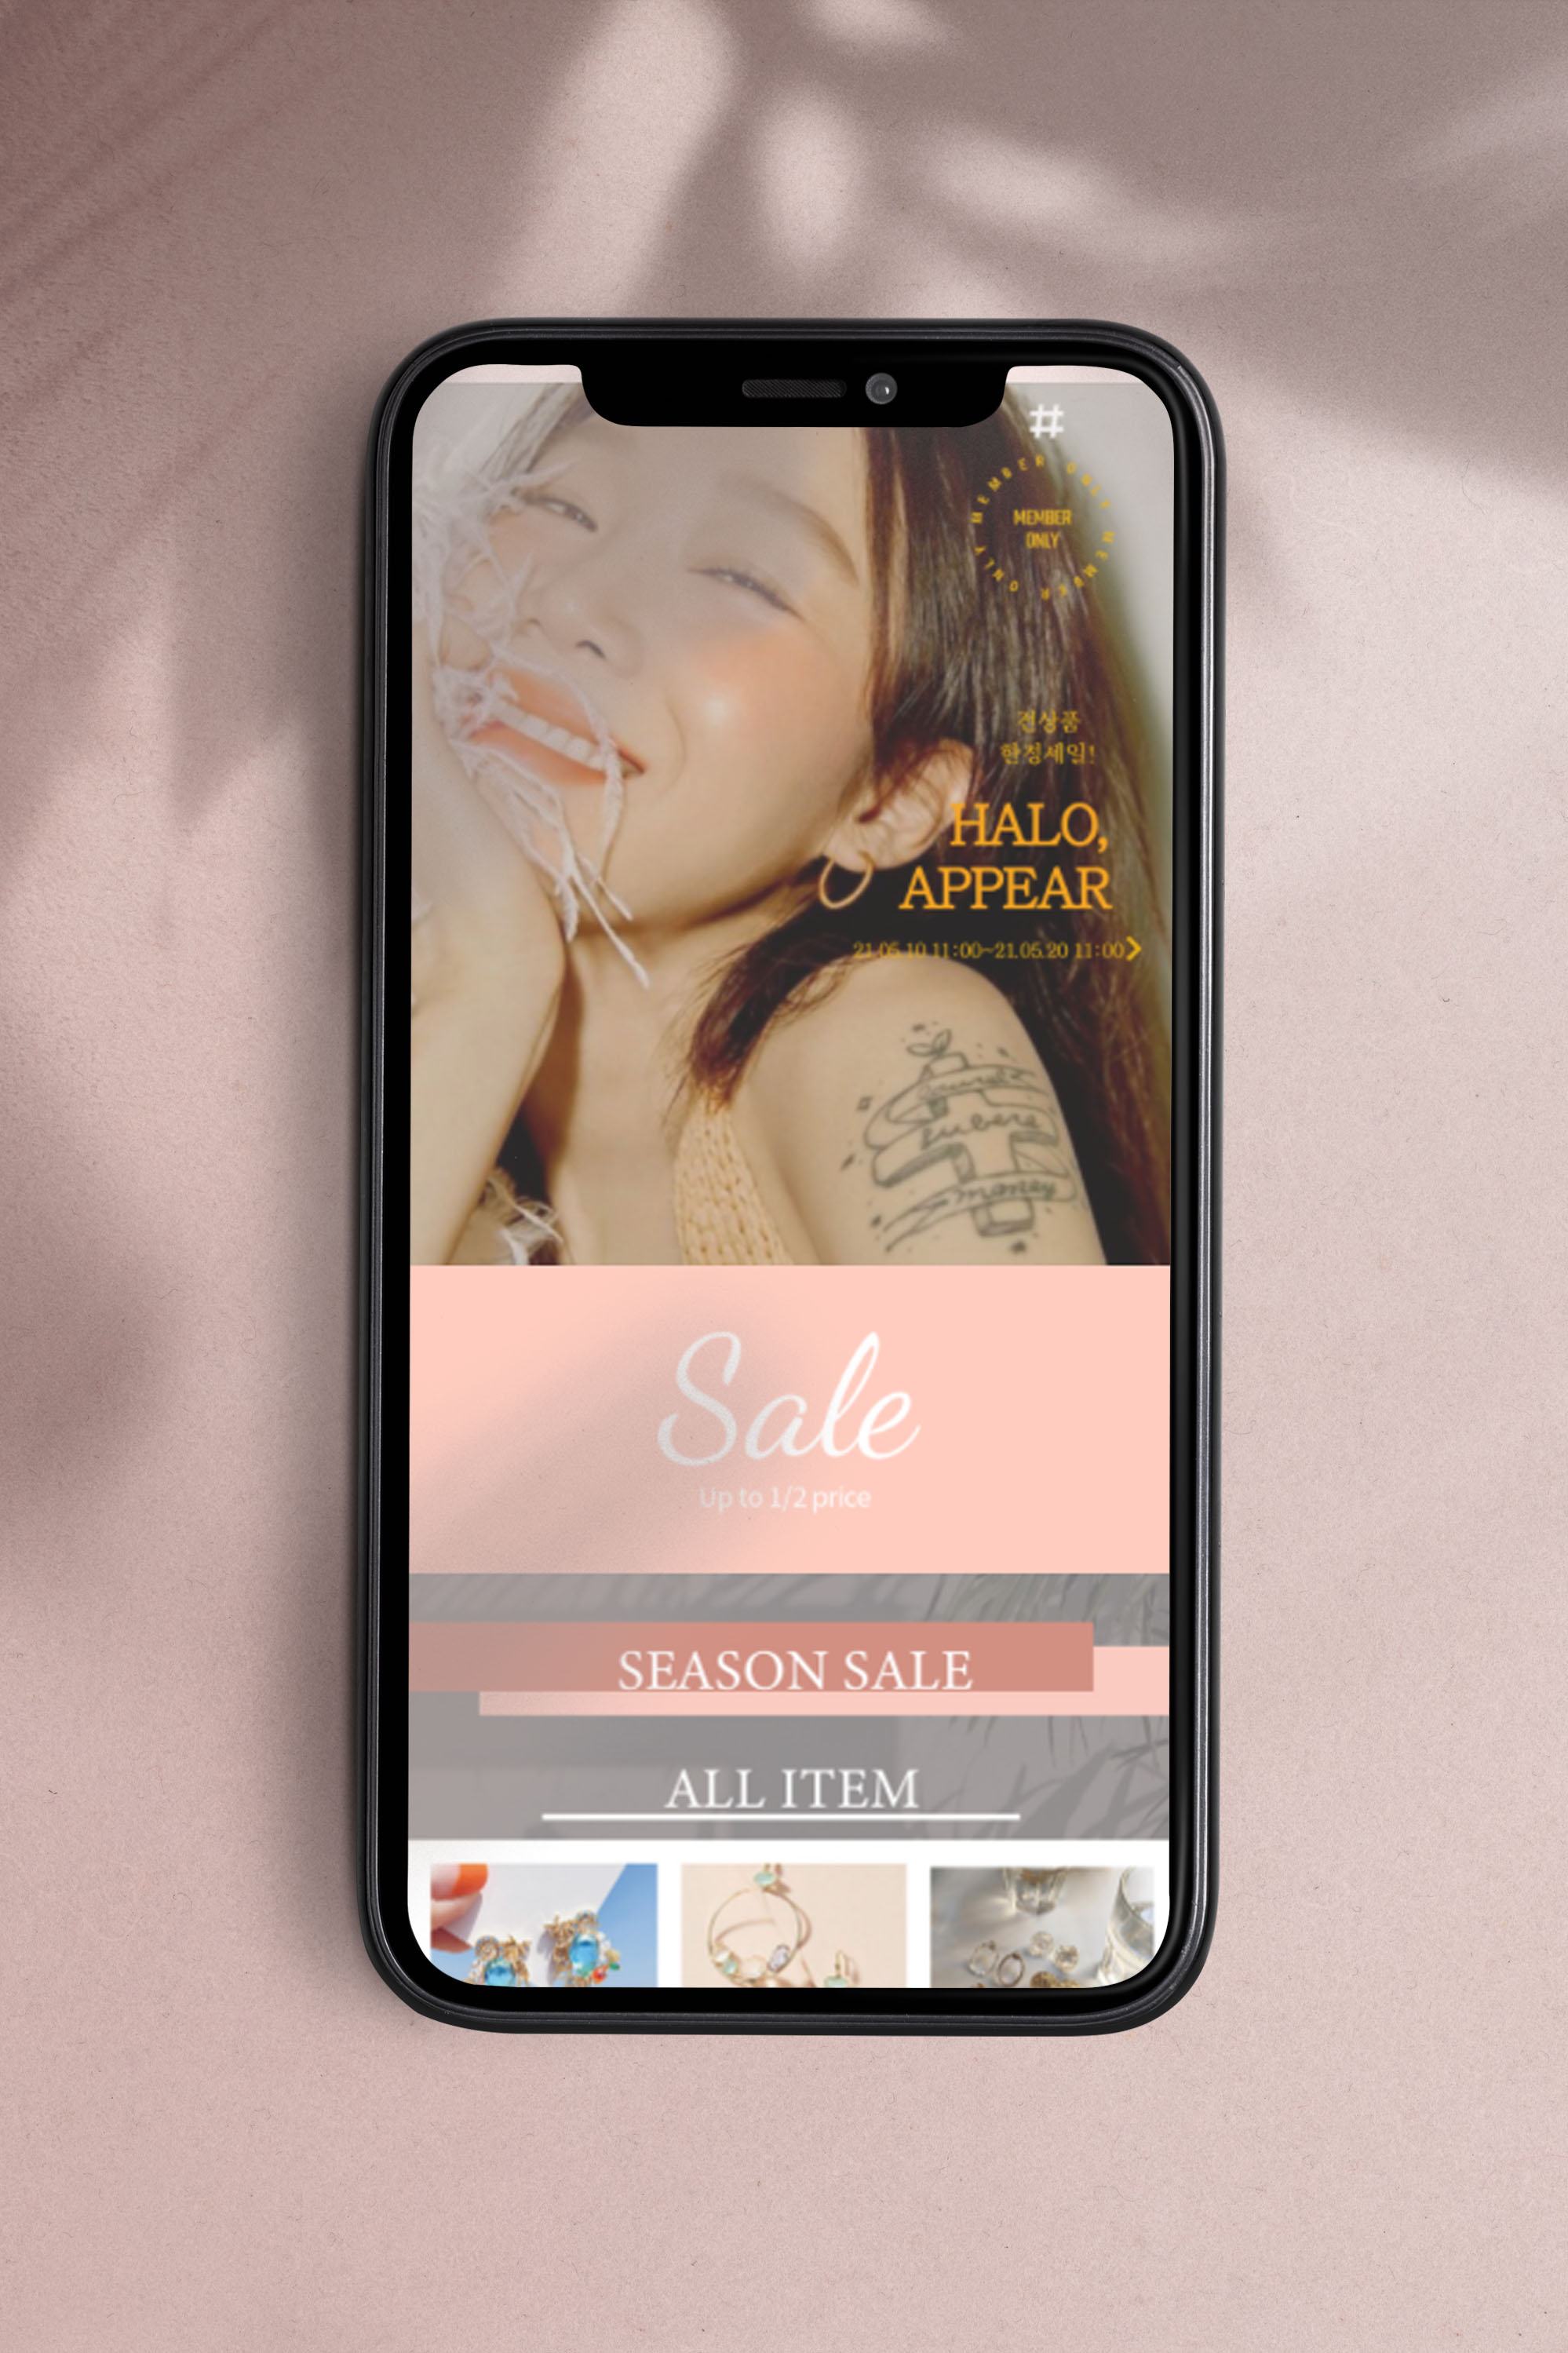 #
MEMBER ONLY MEMBER ONLY
MEMBER
ONLY
전상품
한정세일!
HALO,
APPEAR
21.05.10 11:00~21.05.20 11:00>
money
Sale
Up to 1/2 price
SEASON SALE
ALL ITEM